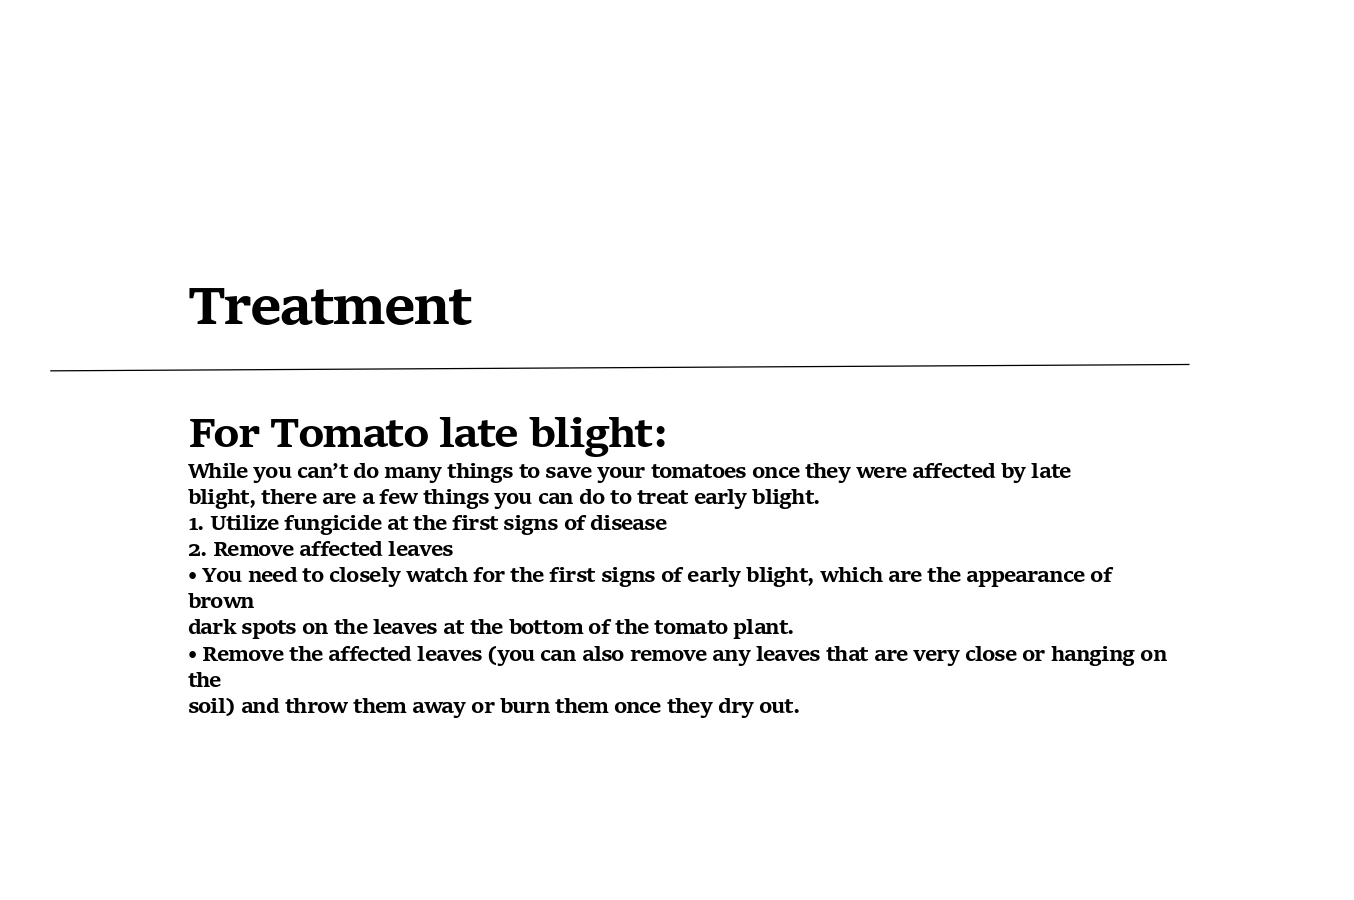 Treatment
For Tomato late blight:
While you can’t do many things to save your tomatoes once they were affected by late
blight, there are a few things you can do to treat early blight.
1. Utilize fungicide at the first signs of disease
2. Remove affected leaves
• You need to closely watch for the first signs of early blight, which are the appearance of
brown
dark spots on the leaves at the bottom of the tomato plant.
• Remove the affected leaves (you can also remove any leaves that are very close or hanging on
the
soil) and throw them away or burn them once they dry out.